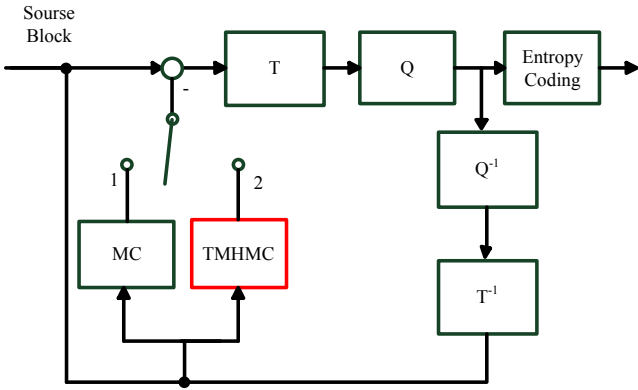 Sourse
Block
T
Q
Entropy
Coding
-
Q-1
1
2
MC
TMHMC
T-1